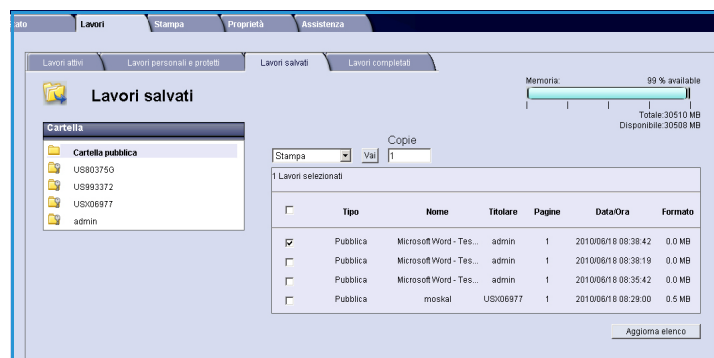 ato Lavori Stampa Proprietà Assistenza
Lavori attivi Lavori personali e protetti Lavori salvati Lavori completati
Lavori salvati
Memoria: 99 % available
Totale:30510 MB
Disponibile:30508 MB
Cartella
Cartella pubblica
US80375G
US993372
USX06977
admin
Copie
Stampa Vai 1
1 Lavori selezionati
Tipo Nome Titolare Pagine Data/Ora Formato
Pubblica Microsoft Word - Tes... admin 1 2010/06/18 08:38:42 0.0 MB
Pubblica Microsoft Word - Tes... admin 1 2010/06/18 08:38:19 0.0 MB
Pubblica Microsoft Word - Tes... admin 1 2010/06/18 08:35:42 0.0 MB
Pubblica moskal USX06977 1 2010/06/18 08:29:00 0.5 MB
Aggiorna elenco